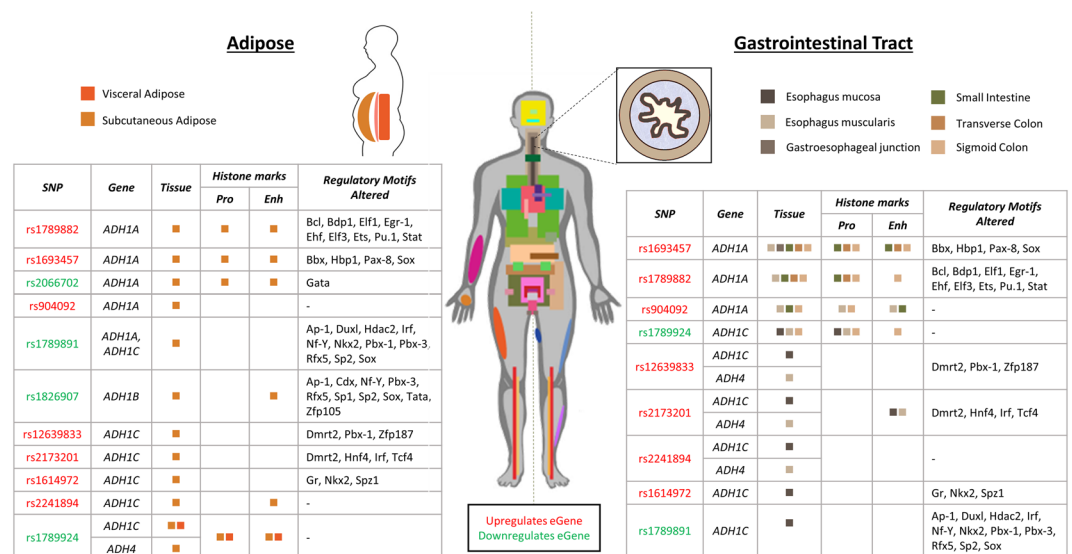 Adipose
Visceral Adipose
Subcutaneous Adipose
SNP Gene Tissue Histone marks Regulatory Motifs
Pro Enh Altered
rs1789882 ADH1A Bcl, Bdp1, Elf1, Egr-1,
Ehf, Elf3, Ets, Pu.1, Stat
rs1693457 ADH1A Bbx, Hbp1, Pax-8, Sox
rs2066702 ADH1A Gata
rs904092 ADH1A -
rs1789891 ADH1A, ADH1C Ap-1, Duxl, Hdac2, Irf,
Nf-Y, Nkx2, Pbx-1, Pbx-3,
Rfx5, Sp2, Sox
rs1826907 ADH1B Ap-1, Cdx, Nf-Y, Pbx-3,
Rfx5, Sp1, Sp2, Sox, Tata,
Zfp105
rs12639833 ADH1C Dmrt2, Pbx-1, Zfp187
rs2173201 ADH1C Dmrt2, Hnf4, Irf, Tcf4
rs1614972 ADH1C Gr, Nkx2, Spz1
rs2241894 ADH1C -
rs1789924 ADH1C -
ADH4
Upregulates eGene
Downregulates eGene
Gastrointestinal Tract
Esophagus mucosa
Esophagus muscularis
Gastroesophageal junction
Small Intestine
Transverse Colon
Sigmoid Colon
SNP Gene Tissue Histone marks Regulatory Motifs
Pro Enh Altered
rs1693457 ADH1A Bbx, Hbp1, Pax-8, Sox
rs1789882 ADH1A Bcl, Bdp1, Elf1, Egr-1,
Ehf, Elf3, Ets, Pu.1, Stat
rs904092 ADH1A -
rs1789924 ADH1C -
rs12639833 ADH1C Dmrt2, Pbx-1, Zfp187
ADH4
rs2173201 ADH1C Dmrt2, Hnf4, Irf, Tcf4
ADH4
rs2241894 ADH1C -
ADH4
rs1614972 ADH1C Gr, Nkx2, Spz1
rs1789891 ADH1C Ap-1, Duxl, Hdac2, Irf,
Nf-Y, Nkx2, Pbx-1, Pbx-3,
Rfx5, Sp2, Sox